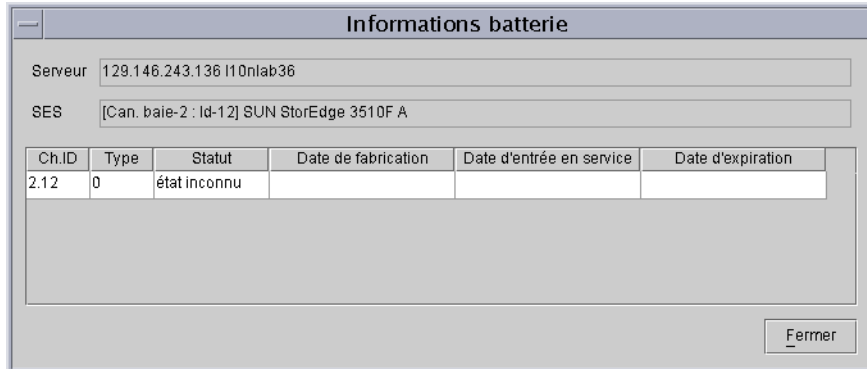 Informations batterie
Serveur 129.146.243.136 l10nlab36
SES [Can. baie-2 : Id-12] SUN StorEdge 3510F A
Ch.ID Type Statut Date de fabrication Date d'entrée en service Date d'expiration
2.12 0 état inconnu
Fermer